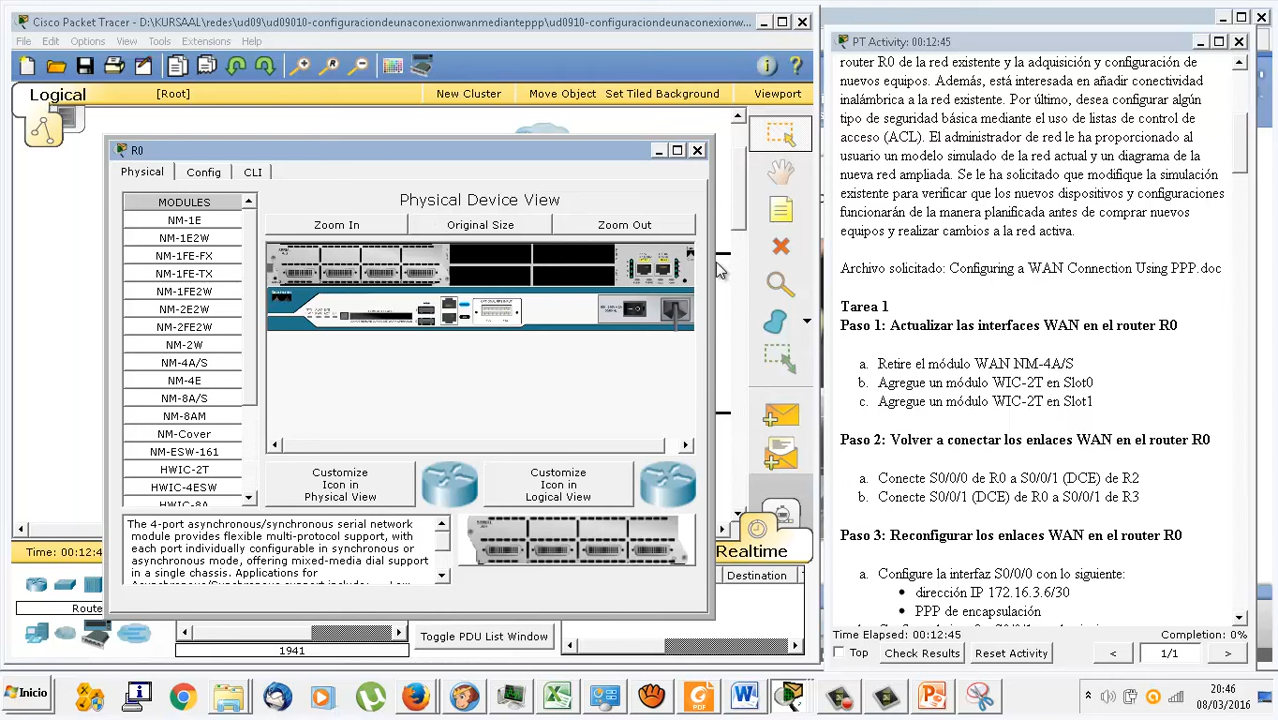 Cisco Packet Tracer - D:\KURSAAL\redes\ud09\ud0910-configuraciondeunaconexionwanmedianteppp\ud0910-configuraciondeunaconexionw...
File Edit Options View Tools Extensions Help
Logical [Root] New Cluster Move Object Set Tiled Background Viewport
R0
Physical Config CLI
MODULES
NM-1E
NM-1E2W
NM-1FE-FX
NM-1FE-TX
NM-1FE2W
NM-2E2W
NM-2FE2W
NM-2W
NM-4A/S
NM-4E
NM-8A/S
NM-8AM
NM-Cover
NM-ESW-161
HWIC-2T
HWIC-4ESW
HWIC-8A
Physical Device View
Zoom In Original Size Zoom Out
Customize
Icon in
Physical View
Customize
Icon in
Logical View
The 4-port asynchronous/synchronous serial network
module provides flexible multi-protocol support, with
each port individually configurable in synchronous or
asynchronous mode, offering mixed-media dial support
in a single chassis. Applications for
Time: 00:12:4
Realtime
Route
Destination
1941
Toggle PDU List Window
PT Activity: 00:12:45
router R0 de la red existente y la adquisición y configuración de
nuevos equipos. Además, está interesada en añadir conectividad
inalámbrica a la red existente. Por último, desea configurar algún
tipo de seguridad básica mediante el uso de listas de control de
acceso (ACL). El administrador de red le ha proporcionado al
usuario un modelo simulado de la red actual y un diagrama de la
nueva red ampliada. Se le ha solicitado que modifique la simulación
existente para verificar que los nuevos dispositivos y configuraciones
funcionarán de la manera planificada antes de comprar nuevos
equipos y realizar cambios a la red activa.
Archivo solicitado: Configuring a WAN Connection Using PPP.doc
Tarea 1
Paso 1: Actualizar las interfaces WAN en el router R0
a. Retire el módulo WAN NM-4A/S
b. Agregue un módulo WIC-2T en Slot0
c. Agregue un módulo WIC-2T en Slot1
Paso 2: Volver a conectar los enlaces WAN en el router R0
a. Conecte S0/0/0 de R0 a S0/0/1 (DCE) de R2
b. Conecte S0/0/1 (DCE) de R0 a S0/0/1 de R3
Paso 3: Reconfigurar los enlaces WAN en el router R0
a. Configure la interfaz S0/0/0 con lo siguiente:
• dirección IP 172.16.3.6/30
• PPP de encapsulación
Time Elapsed: 00:12:45 Completion: 0%
Top Check Results Reset Activity < 1/1 >
Inicio
20:46
08/03/2016